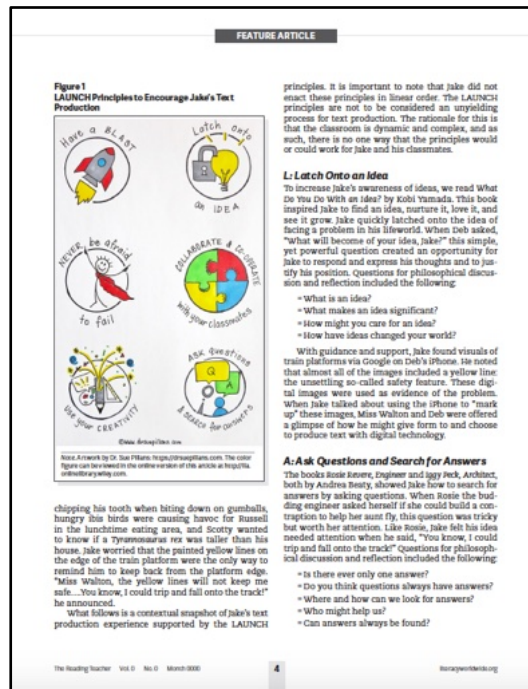 FEATURE ARTICLE
Figure 1
LAUNCH Principles to Encourage Jake's Text
Production
Have a BLAST
Latch onto
an IDEA
NEVER be afraid
to fail
COLLABORATE & CO-OPERATE
with your classmates
Use your CREATIVITY
ASK questions
Q
A
& SEARCH for answers
©www.drsuepillans.com
Note. Artwork by Dr. Sue Pillans: https://drsuepillans.com. The color
figure can be viewed in the online version of this article at http://ila.
onlinelibrary.wiley.com.
chipping his tooth when biting down on gumballs,
hungry ibis birds were causing havoc for Russell
in the lunchtime eating area, and Scotty wanted
to know if a Tyrannosaurus rex was taller than his
house. Jake worried that the painted yellow lines on
the edge of the train platform were the only way to
remind him to keep back from the platform edge.
"Miss Walton, the yellow lines will not keep me
safe....You know, I could trip and fall onto the track!"
he announced.
What follows is a contextual snapshot of Jake's text
production experience supported by the LAUNCH
principles. It is important to note that Jake did not
enact these principles in linear order. The LAUNCH
principles are not to be considered an unyielding
process for text production. The rationale for this is
that the classroom is dynamic and complex, and as
such, there is no one way that the principles would
or could work for Jake and his classmates.
L: Latch Onto an Idea
To increase Jake's awareness of ideas, we read What
Do You Do With an Idea? by Kobi Yamada. This book
inspired Jake to find an idea, nurture it, love it, and
see it grow. Jake quickly latched onto the idea of
facing a problem in his lifeworld. When Deb asked,
"What will become of your idea, Jake?" this simple,
yet powerful question created an opportunity for
Jake to respond and express his thoughts and to jus-
tify his position. Questions for philosophical discus-
sion and reflection included the following:
▪ What is an idea?
▪ What makes an idea significant?
▪ How might you care for an idea?
▪ How have ideas changed your world?
With guidance and support, Jake found visuals of
train platforms via Google on Deb's iPhone. He noted
that almost all of the images included a yellow line:
the unsettling so-called safety feature. These digi-
tal images were used as evidence of the problem.
When Jake talked about using the iPhone to "mark
up" these images, Miss Walton and Deb were offered
a glimpse of how he might give form to and choose
to produce text with digital technology.
A: Ask Questions and Search for Answers
The books Rosie Revere, Engineer and Iggy Peck, Architect,
both by Andrea Beaty, showed Jake how to search for
answers by asking questions. When Rosie the bud-
ding engineer asked herself if she could build a con-
traption to help her aunt fly, this question was tricky
but worth her attention. Like Rosie, Jake felt his idea
needed attention when he said, "You know, I could
trip and fall onto the track!" Questions for philosoph-
ical discussion and reflection included the following:
▪ Is there ever only one answer?
▪ Do you think questions always have answers?
▪ Where and how can we look for answers?
▪ Who might help us?
▪ Can answers always be found?
The Reading Teacher Vol. 0 No. 0 March 0000
4
literacyworldwide.org